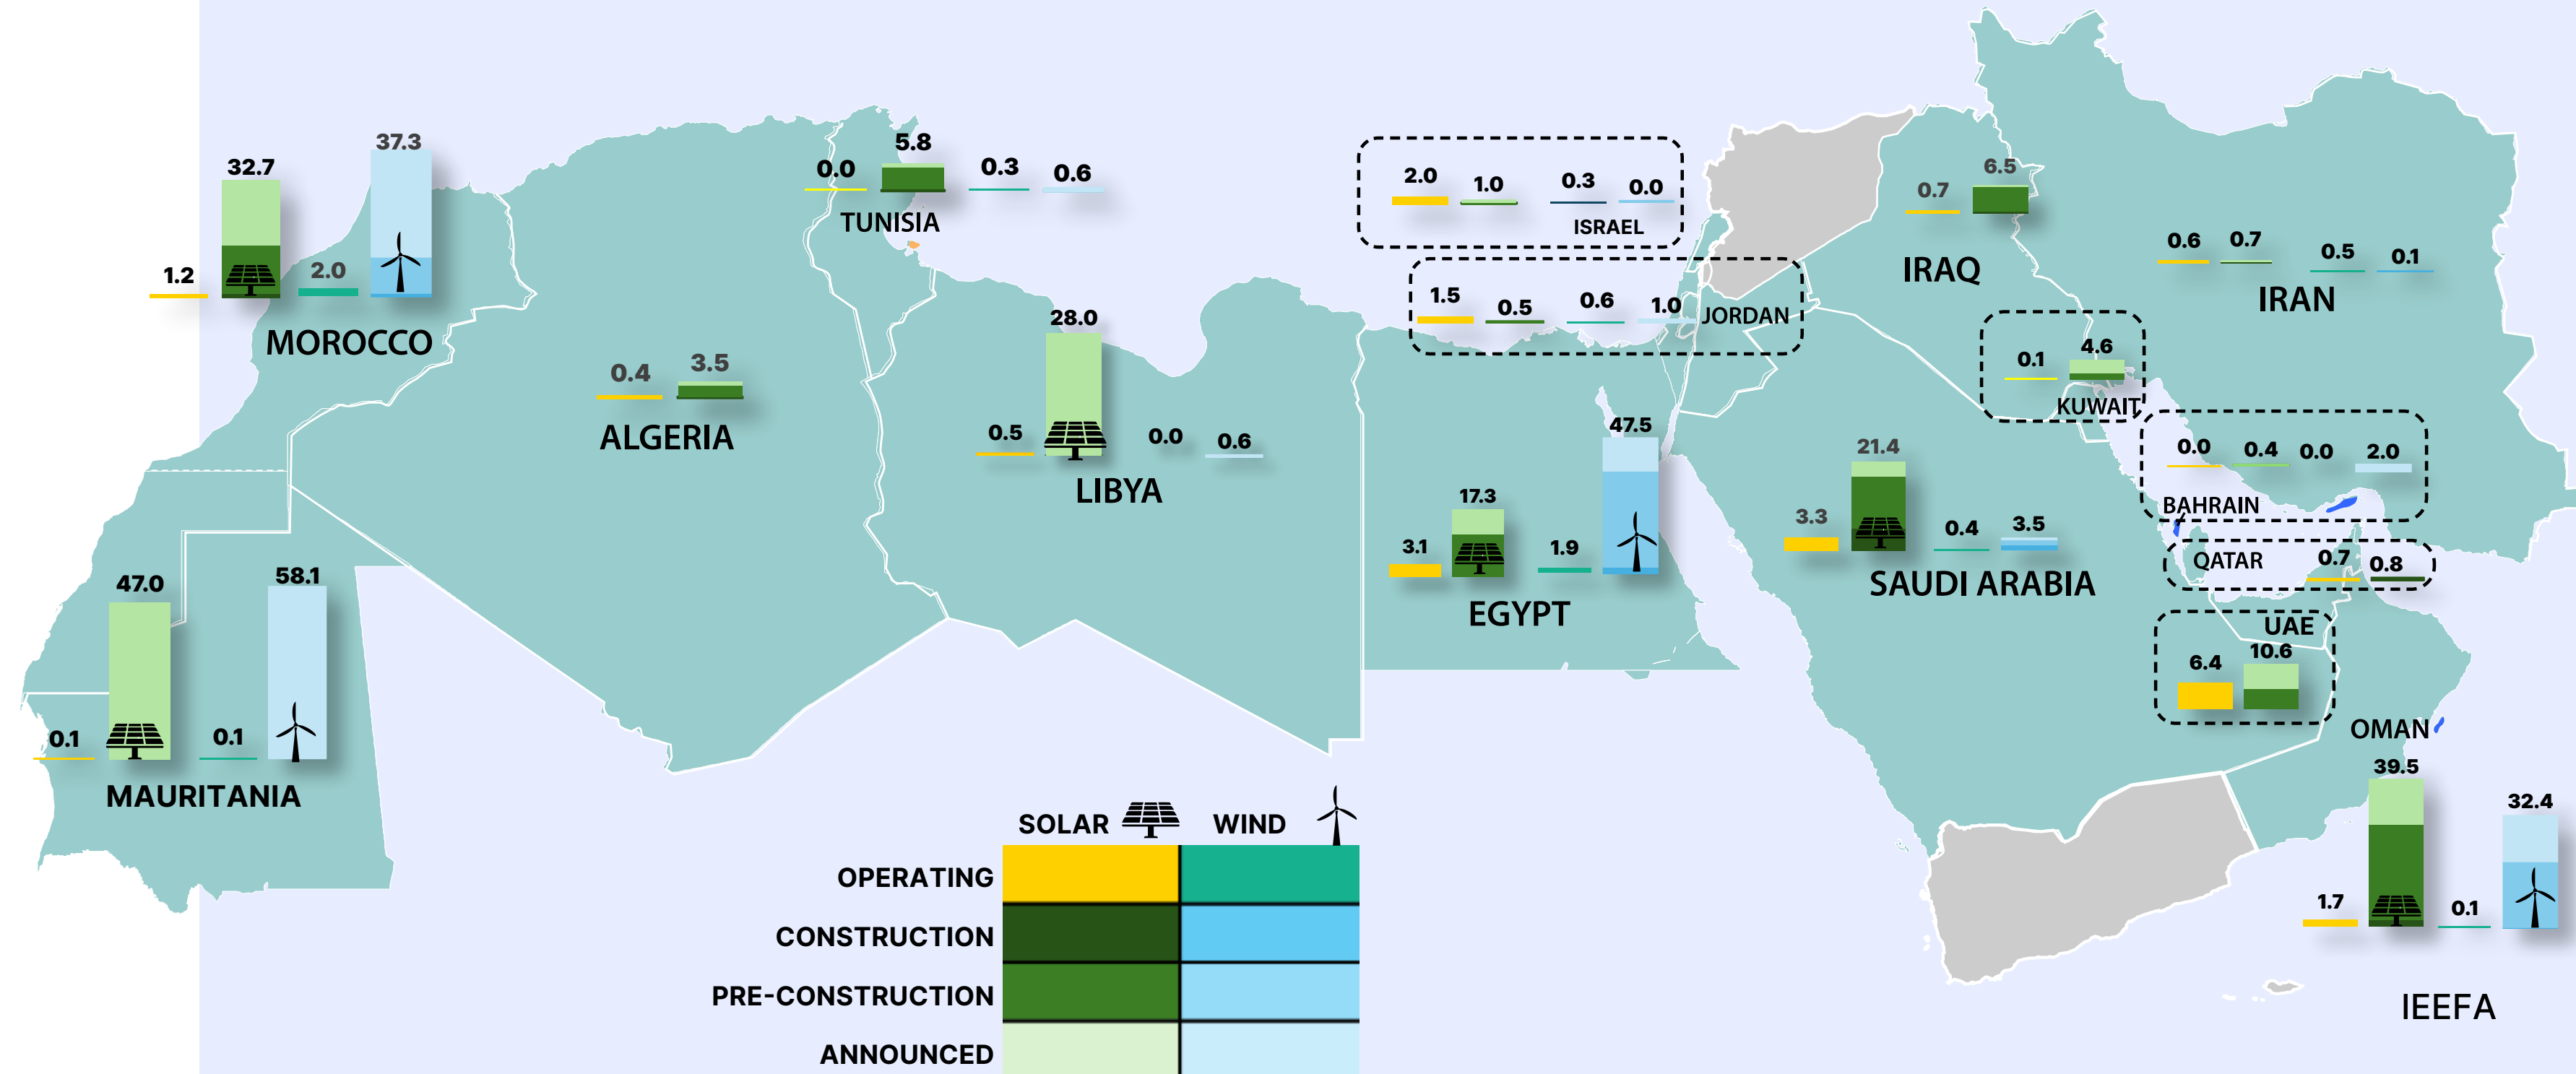 32.7
37.3
1.2
2.0
MOROCCO
0.0
5.8
0.3
0.6
TUNISIA
2.0
1.0
0.3
0.0
ISRAEL
1.5
0.5
0.6
1.0
JORDAN
0.7
6.5
IRAQ
0.6
0.7
0.5
0.1
IRAN
0.1
4.6
KUWAIT
0.4
3.5
ALGERIA
28.0
0.5
0.0
0.6
LIBYA
47.5
17.3
3.1
1.9
EGYPT
21.4
3.3
0.4
3.5
SAUDI ARABIA
0.0
0.4
0.0
2.0
BAHRAIN
QATAR
0.7
0.8
UAE
6.4
10.6
47.0
58.1
0.1
0.1
MAURITANIA
OMAN
39.5
32.4
1.7
0.1
SOLAR WIND
OPERATING
CONSTRUCTION
PRE-CONSTRUCTION
ANNOUNCED
IEEFA